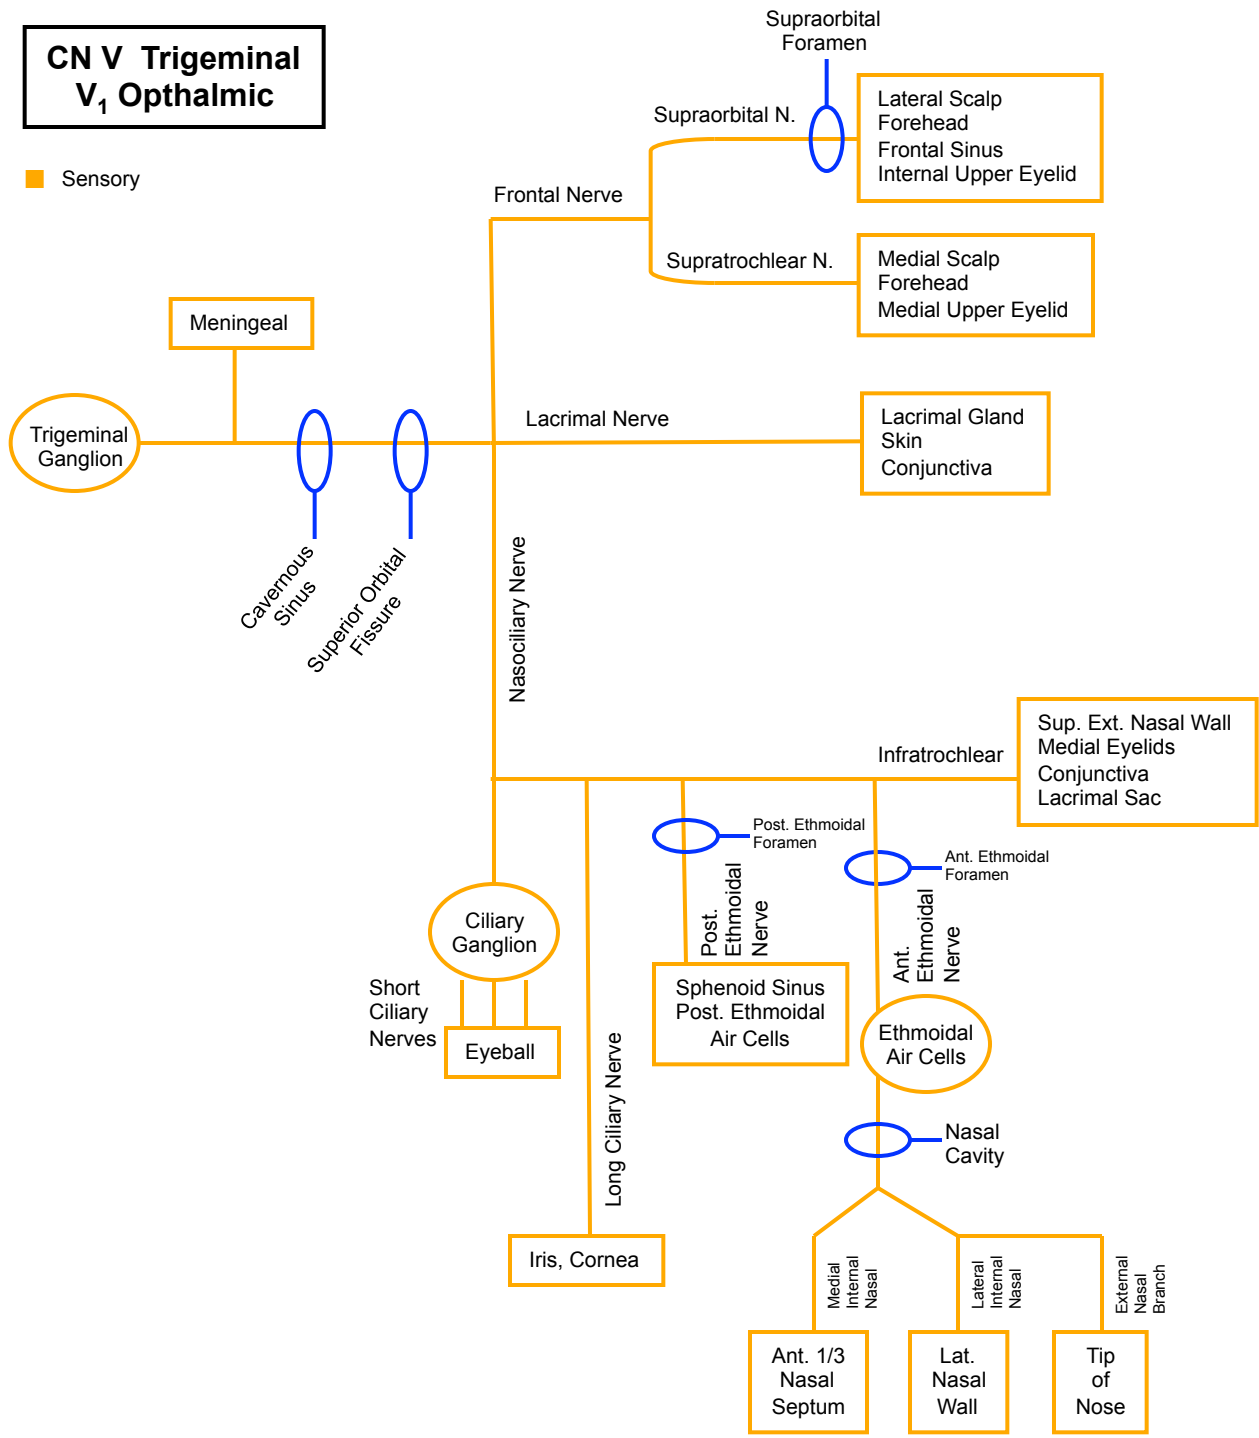 CN V  Trigeminal
V₁ Opthalmic
Sensory
Supraorbital
Foramen
Supraorbital N.
Lateral Scalp
Forehead
Frontal Sinus
Internal Upper Eyelid
Frontal Nerve
Supratrochlear N.
Medial Scalp
Forehead
Medial Upper Eyelid
Meningeal
Trigeminal
Ganglion
Lacrimal Nerve
Lacrimal Gland
Skin
Conjunctiva
Cavernous
Sinus
Superior Orbital
Fissure
Nasociliary Nerve
Infratrochlear
Sup. Ext. Nasal Wall
Medial Eyelids
Conjunctiva
Lacrimal Sac
Post. Ethmoidal
Foramen
Ant. Ethmoidal
Foramen
Ciliary
Ganglion
Post.
Ethmoidal
Nerve
Ant.
Ethmoidal
Nerve
Short
Ciliary
Nerves
Eyeball
Sphenoid Sinus
Post. Ethmoidal
Air Cells
Ethmoidal
Air Cells
Long Ciliary Nerve
Nasal
Cavity
Iris, Cornea
Medial
Internal
Nasal
Lateral
Internal
Nasal
External
Nasal
Branch
Ant. 1/3
Nasal
Septum
Lat.
Nasal
Wall
Tip
of
Nose